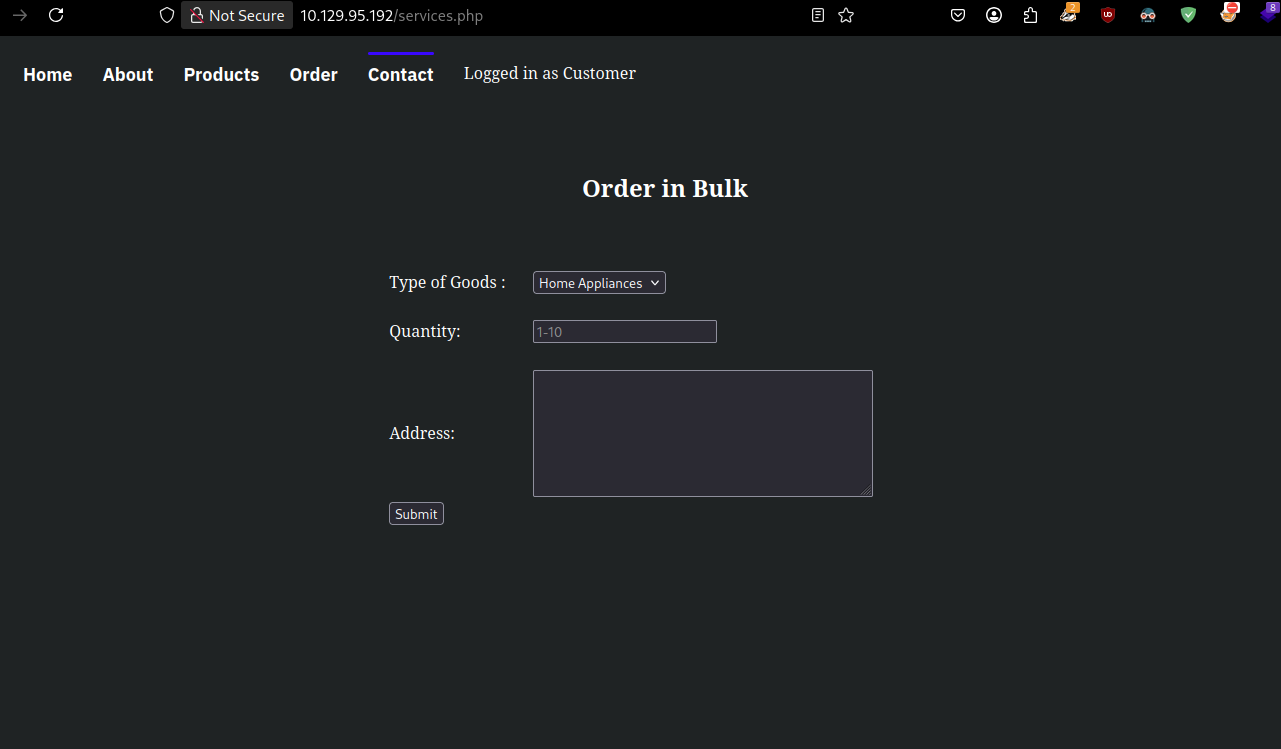 Not Secure 10.129.95.192/services.php 2 UD 8
Home About Products Order Contact Logged in as Customer
Order in Bulk
Type of Goods : Home Appliances
Quantity: 1-10
Address:
Submit